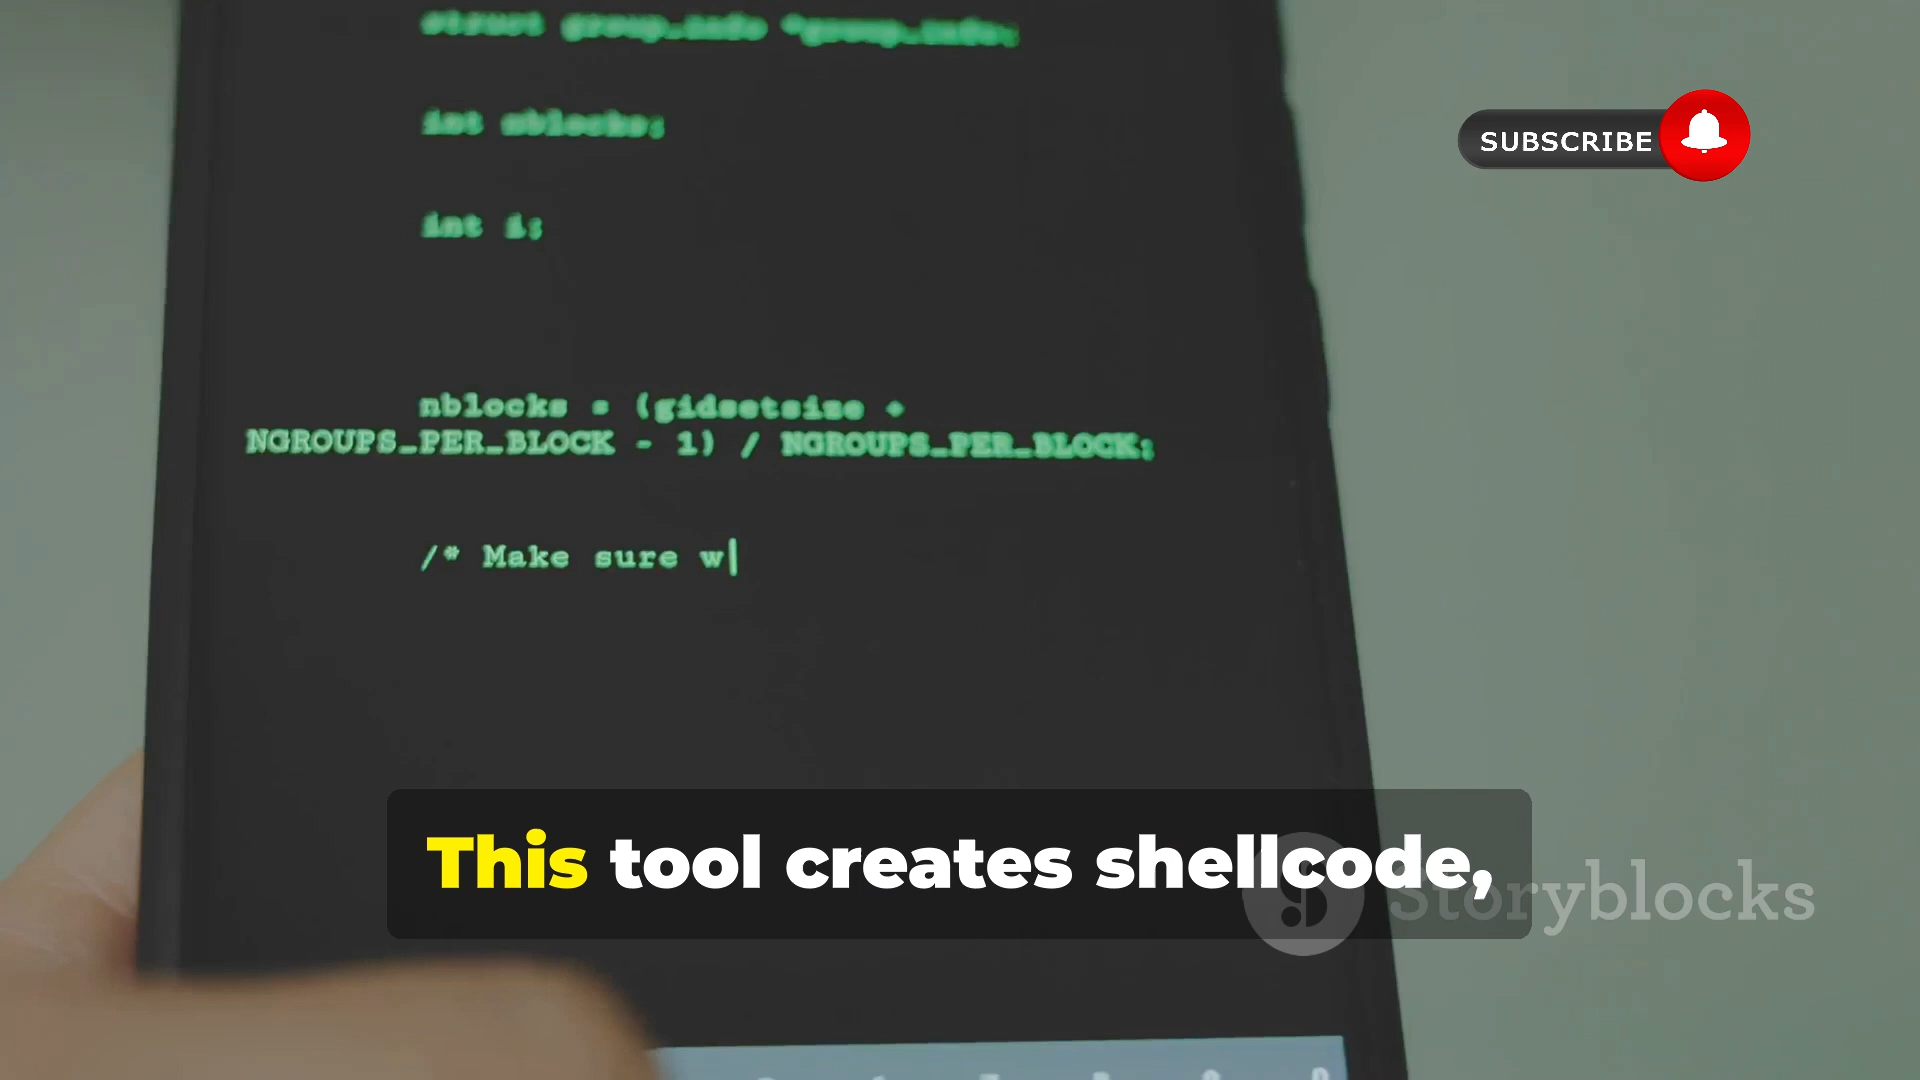 struct group_info *group_info;
int nblocks;
SUBSCRIBE
int i;
nblocks = (gidsetsize +
NGROUPS_PER_BLOCK - 1) / NGROUPS_PER_BLOCK;
/* Make sure w
This tool creates shellcode,
Storyblocks